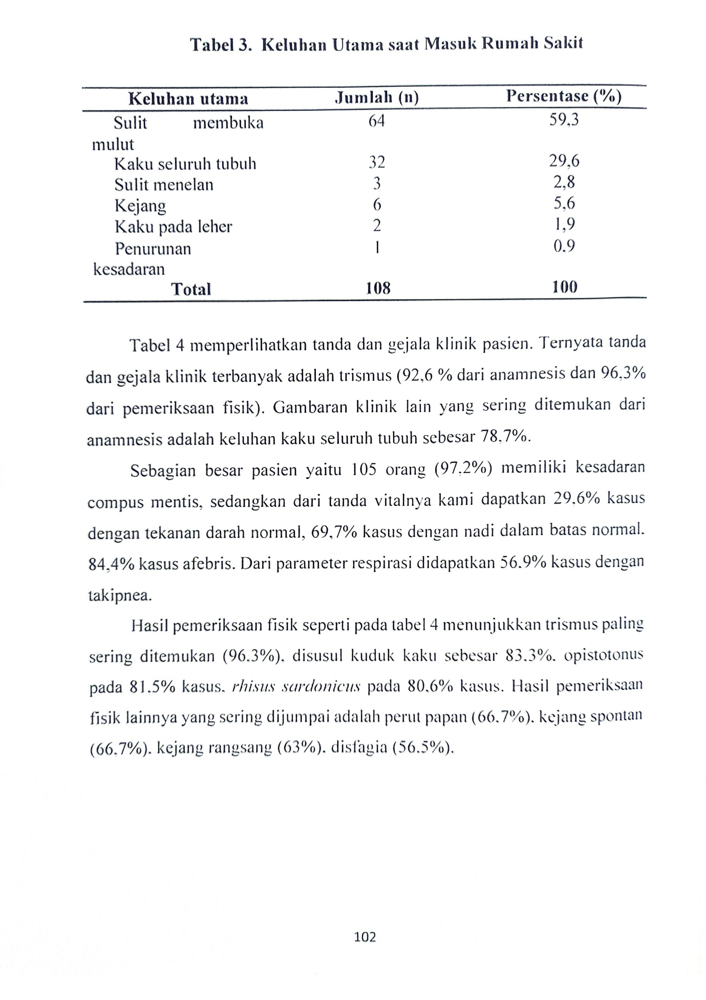 Tabel 3. Keluhan Utama saat Masuk Rumah Sakit
Keluhan utama Jumlah (n) Persentase (%)
Sulit membuka 64 59,3
mulut
Kaku seluruh tubuh 32 29,6
Sulit menelan 3 2,8
Kejang 6 5,6
Kaku pada leher 2 1,9
Penurunan 1 0.9
kesadaran
Total 108 100
Tabel 4 memperlihatkan tanda dan gejala klinik pasien. Ternyata tanda
dan gejala klinik terbanyak adalah trismus (92,6 % dari anamnesis dan 96,3%
dari pemeriksaan fisik). Gambaran klinik lain yang sering ditemukan dari
anamnesis adalah keluhan kaku seluruh tubuh sebesar 78,7%.
Sebagian besar pasien yaitu 105 orang (97,2%) memiliki kesadaran
compus mentis, sedangkan dari tanda vitalnya kami dapatkan 29,6% kasus
dengan tekanan darah normal, 69,7% kasus dengan nadi dalam batas normal.
84,4% kasus afebris. Dari parameter respirasi didapatkan 56.9% kasus dengan
takipnea.
Hasil pemeriksaan fisik seperti pada tabel 4 menunjukkan trismus paling
sering ditemukan (96.3%). disusul kuduk kaku sebesar 83.3%. opistotonus
pada 81.5% kasus. rhisus sardonicus pada 80,6% kasus. Hasil pemeriksaan
fisik lainnya yang sering dijumpai adalah perut papan (66.7%). kejang spontan
(66,7%). kejang rangsang (63%). disfagia (56.5%).
102